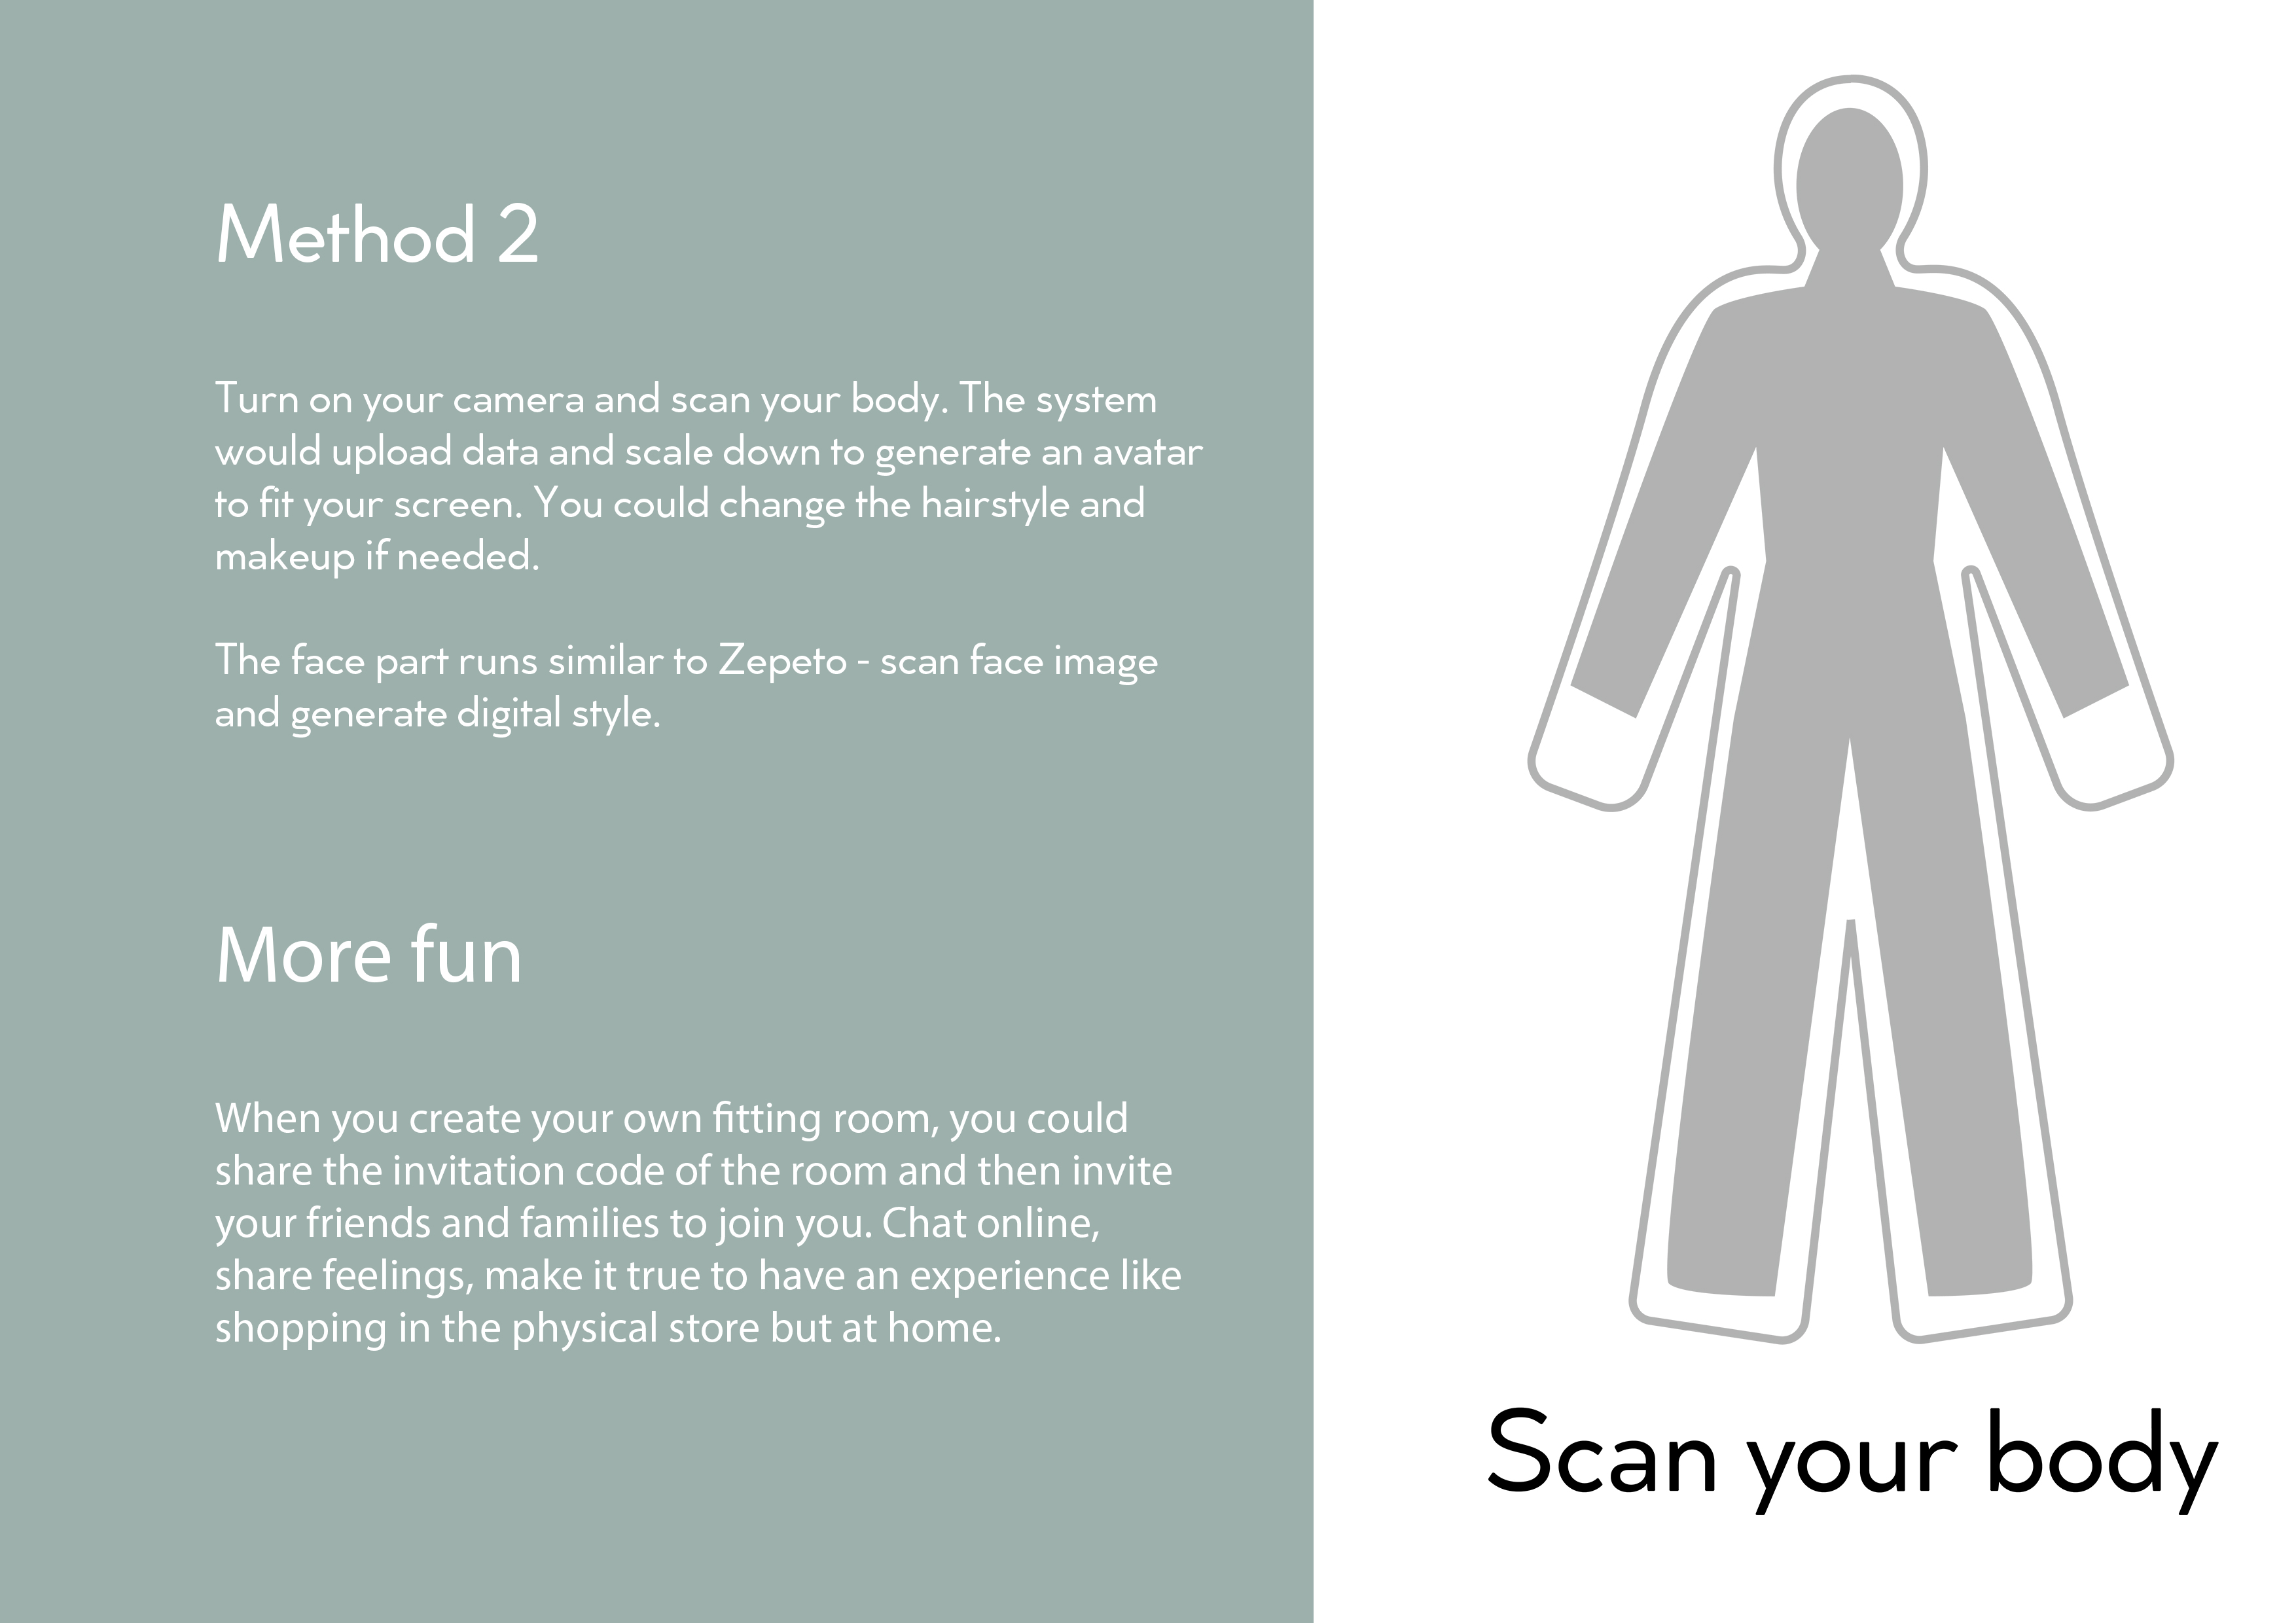 Method 2
Turn on your camera and scan your body. The system
would upload data and scale down to generate an avatar
to fit your screen. You could change the hairstyle and
makeup if needed.
The face part runs similar to Zepeto - scan face image
and generate digital style.
More fun
When you create your own fitting room, you could
share the invitation code of the room and then invite
your friends and families to join you. Chat online,
share feelings, make it true to have an experience like
shopping in the physical store but at home.
Scan your body